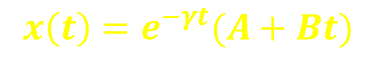 x(t) = e^{-γt}(A + Bt)